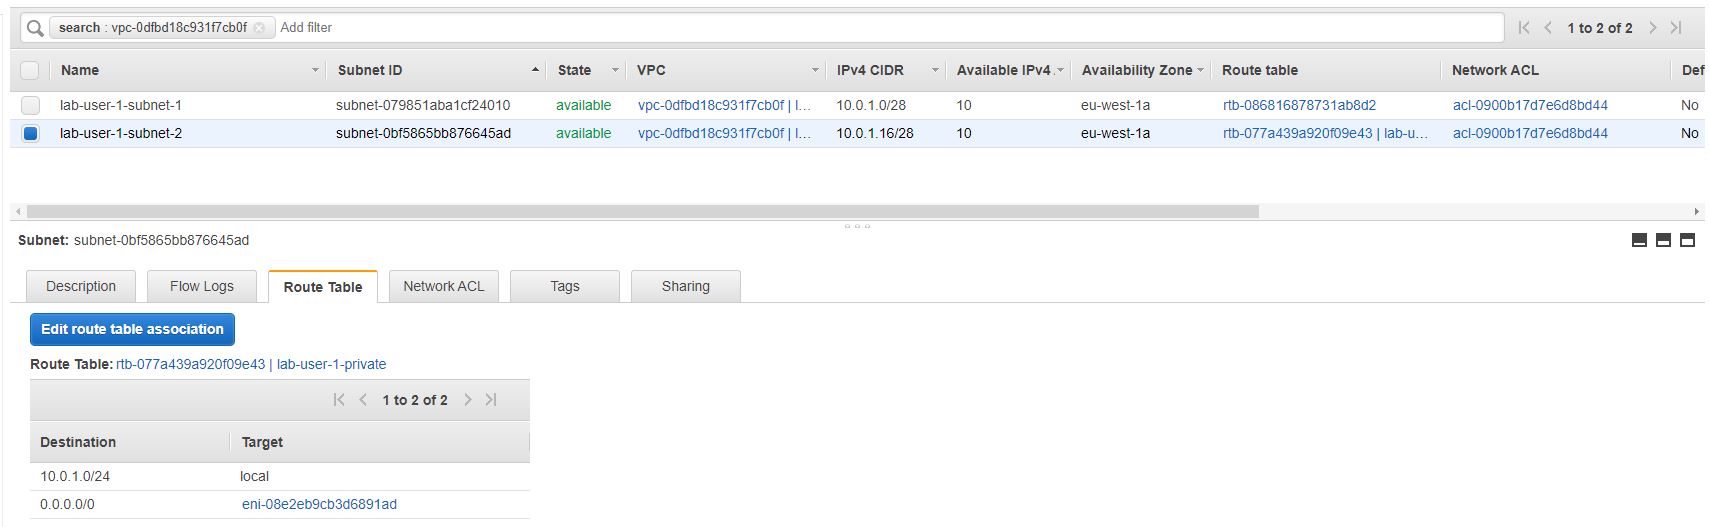 search : vpc-0dfbd18c931f7cb0f Add filter 1 to 2 of 2
Name Subnet ID State VPC IPv4 CIDR Available IPv4 . Availability Zone Route table Network ACL Def
lab-user-1-subnet-1 subnet-079851aba1cf24010 available vpc-0dfbd18c931f7cb0f | l… 10.0.1.0/28 10 eu-west-1a rtb-086816878731ab8d2 acl-0900b17d7e6d8bd44 No
lab-user-1-subnet-2 subnet-0bf5865bb876645ad available vpc-0dfbd18c931f7cb0f | l… 10.0.1.16/28 10 eu-west-1a rtb-077a439a920f09e43 | lab-u… acl-0900b17d7e6d8bd44 No
Subnet: subnet-0bf5865bb876645ad
Description Flow Logs Route Table Network ACL Tags Sharing
Edit route table association
Route Table: rtb-077a439a920f09e43 | lab-user-1-private
1 to 2 of 2
Destination Target
10.0.1.0/24 local
0.0.0.0/0 eni-08e2eb9cb3d6891ad